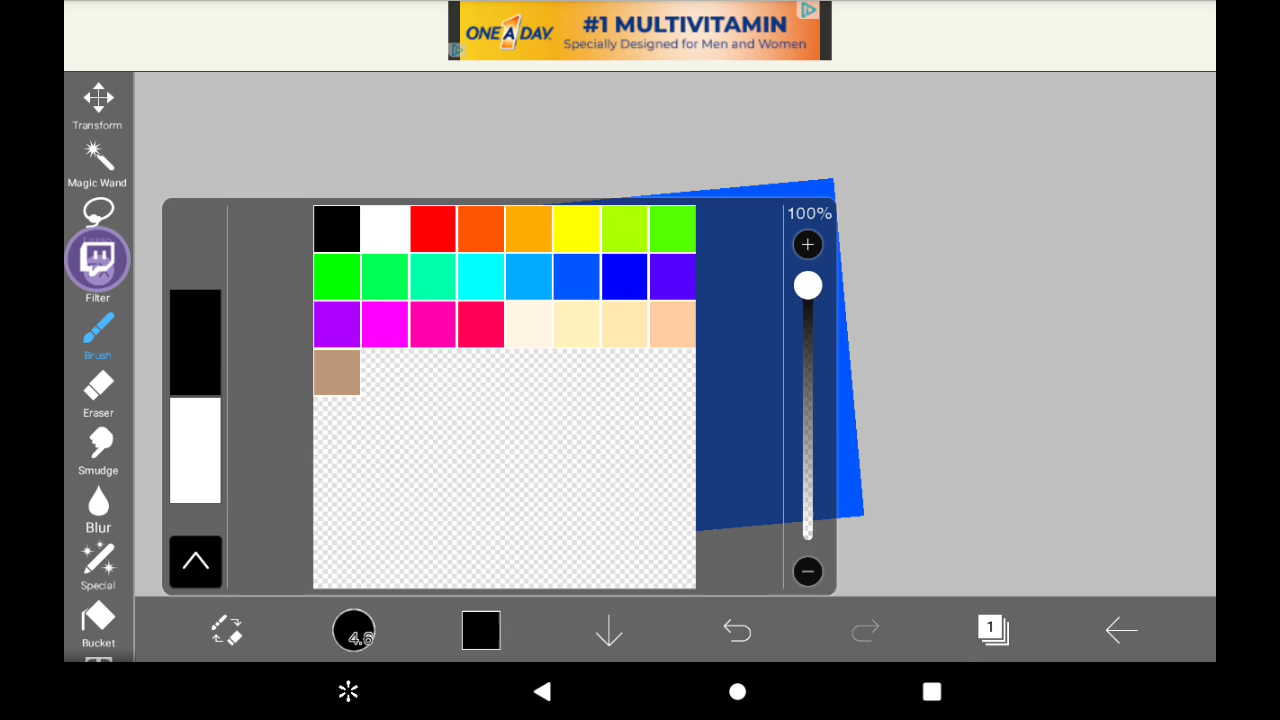 ONE A DAY.
#1 MULTIVITAMIN
Specially Designed for Men and Women
Transform
Magic Wand
100%
Filter
Brush
Eraser
Smudge
Blur
Special
Bucket
4.6
1